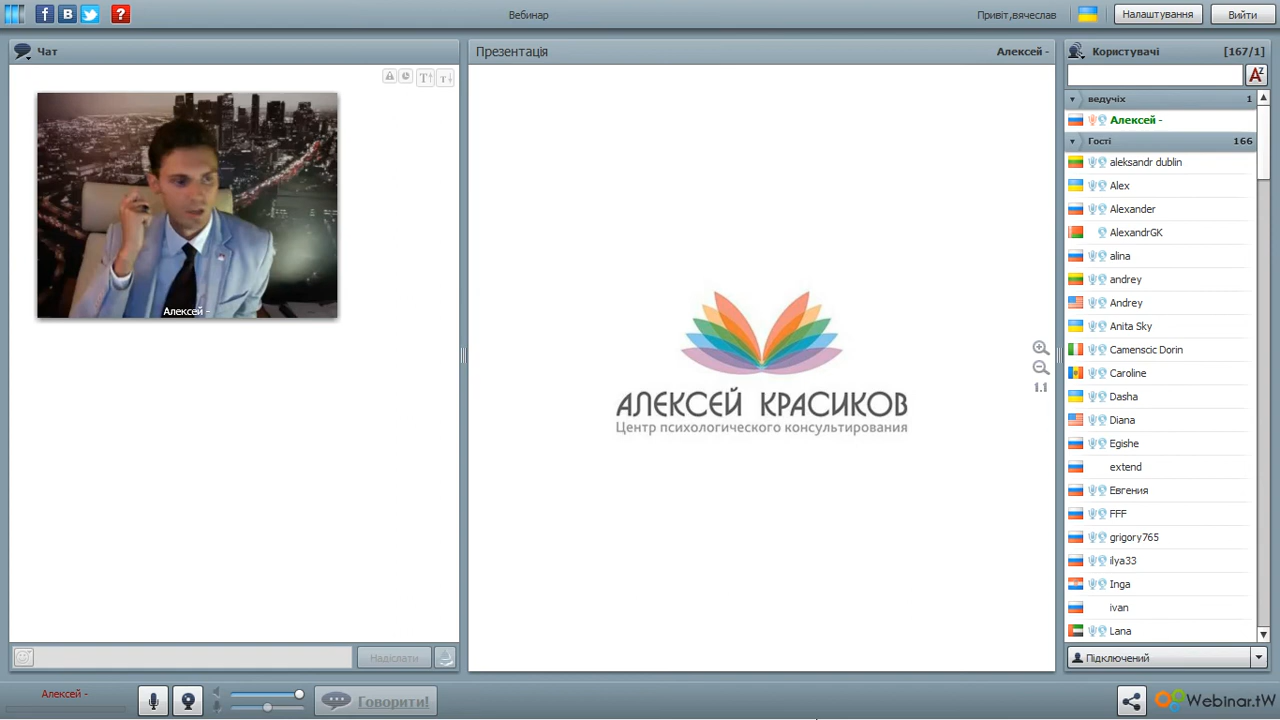 f
B
?
Вебинар
Привіт,вячеслав
Налаштування
Вийти
Чат
T
T
Алексей -
Презентація
Алексей -
АЛЕКСЕЙ КРАСИКОВ
Центр психологического консультирования
1.1
Користувачі
[167/1]
AZ
ведучіх 1
Алексей -
Гості 166
aleksandr dublin
Alex
Alexander
AlexandrGK
alina
andrey
Andrey
Anita Sky
Camenscic Dorin
Caroline
Dasha
Diana
Egishe
extend
Евгения
FFF
grigory765
ilya33
Inga
ivan
Lana
Надіслати
Підключений
Алексей -
Говорити!
Webinar.tW